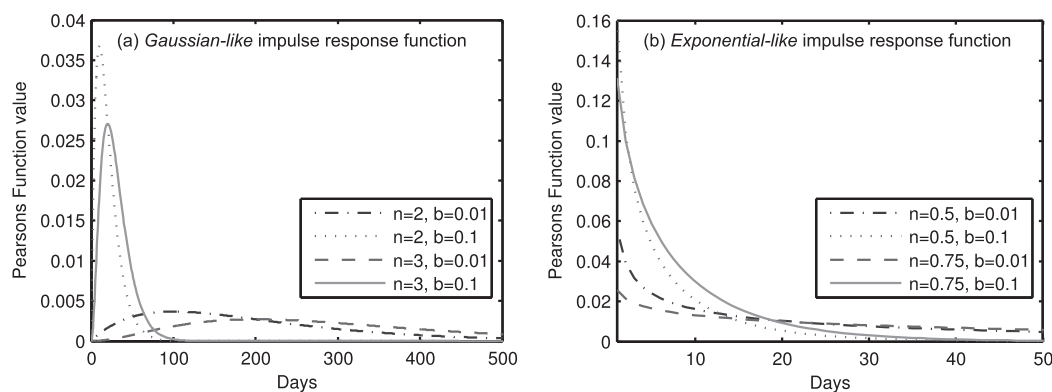 (a) Gaussian-like impulse response function
Pearsons Function value
0.04
0.035
0.03
0.025
0.02
0.015
0.01
0.005
0
n=2, b=0.01
n=2, b=0.1
n=3, b=0.01
n=3, b=0.1
0 100 200 300 400 500
Days
(b) Exponential-like impulse response function
Pearsons Function value
0.16
0.14
0.12
0.1
0.08
0.06
0.04
0.02
0
n=0.5, b=0.01
n=0.5, b=0.1
n=0.75, b=0.01
n=0.75, b=0.1
10 20 30 40 50
Days